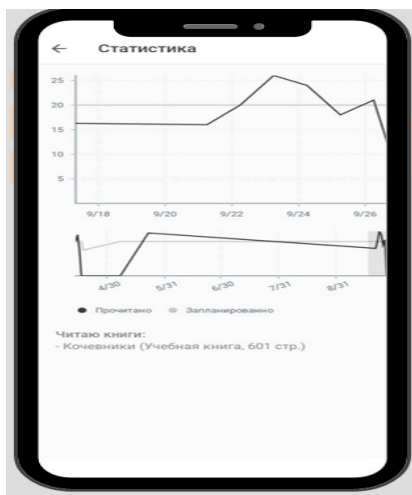 Статистика
25
20
15
10
5
9/18 9/20 9/22 9/24 9/26
4/30 5/31 6/30 7/31 8/31
Прочитано Запланированно
Читаю книги:
- Кочевники (Учебная книга, 601 стр.)